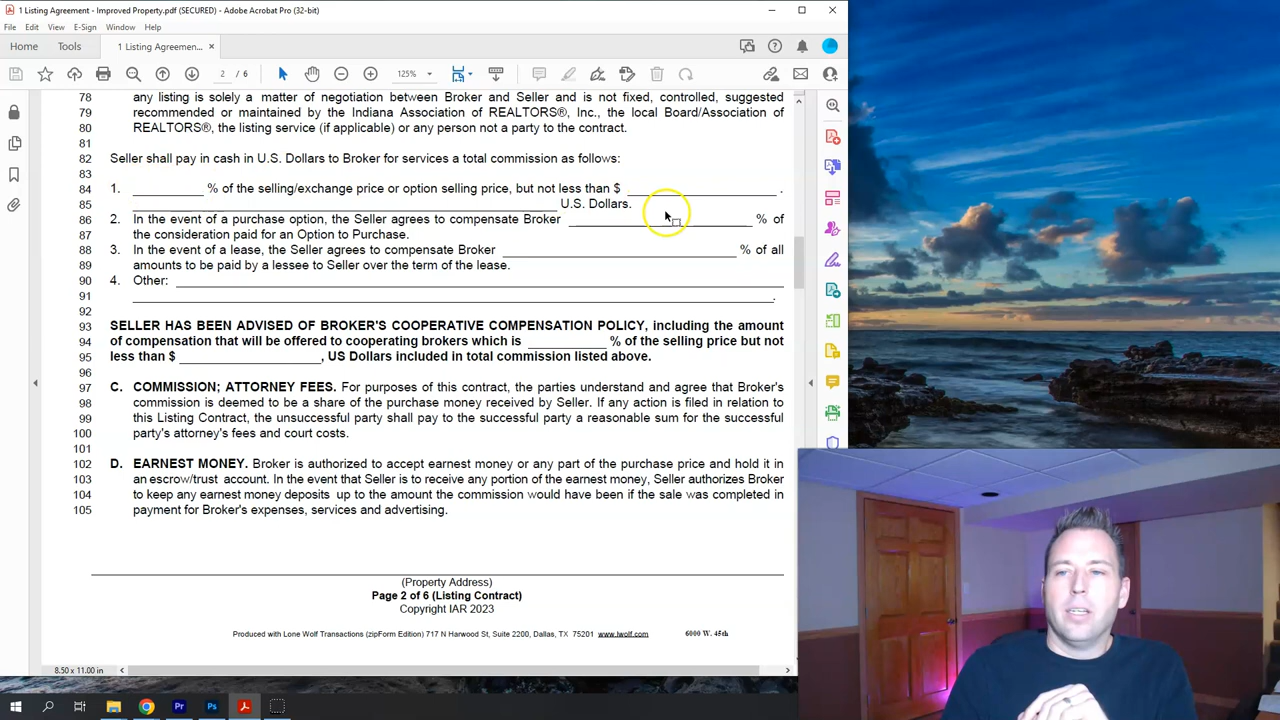 1 Listing Agreement - Improved Property.pdf (SECURED) - Adobe Acrobat Pro (32-bit)
File Edit View E-Sign Window Help
Home Tools 1 Listing Agreemen... ×
2 / 6 125%
78 any listing is solely a matter of negotiation between Broker and Seller and is not fixed, controlled, suggested
79 recommended or maintained by the Indiana Association of REALTORS®, Inc., the local Board/Association of
80 REALTORS®, the listing service (if applicable) or any person not a party to the contract.
81
82 Seller shall pay in cash in U.S. Dollars to Broker for services a total commission as follows:
83
84 1. __________ % of the selling/exchange price or option selling price, but not less than $ ____________________ .
85 ____________________ U.S. Dollars.
86 2. In the event of a purchase option, the Seller agrees to compensate Broker ____________________ % of
87 the consideration paid for an Option to Purchase.
88 3. In the event of a lease, the Seller agrees to compensate Broker ____________________ % of all
89 amounts to be paid by a lessee to Seller over the term of the lease.
90 4. Other: ____________________
91 ____________________.
92
93 SELLER HAS BEEN ADVISED OF BROKER'S COOPERATIVE COMPENSATION POLICY, including the amount
94 of compensation that will be offered to cooperating brokers which is __________ % of the selling price but not
95 less than $ ____________________, US Dollars included in total commission listed above.
96
97 C. COMMISSION; ATTORNEY FEES. For purposes of this contract, the parties understand and agree that Broker's
98 commission is deemed to be a share of the purchase money received by Seller. If any action is filed in relation to
99 this Listing Contract, the unsuccessful party shall pay to the successful party a reasonable sum for the successful
100 party's attorney's fees and court costs.
101
102 D. EARNEST MONEY. Broker is authorized to accept earnest money or any part of the purchase price and hold it in
103 an escrow/trust account. In the event that Seller is to receive any portion of the earnest money, Seller authorizes Broker
104 to keep any earnest money deposits up to the amount the commission would have been if the sale was completed in
105 payment for Broker's expenses, services and advertising.
(Property Address)
Page 2 of 6 (Listing Contract)
Copyright IAR 2023
Produced with Lone Wolf Transactions (zipForm Edition) 717 N Harwood St, Suite 2200, Dallas, TX 75201 www.lwolf.com 6000 W. 45th
8.50 x 11.00 in
Pr Ps